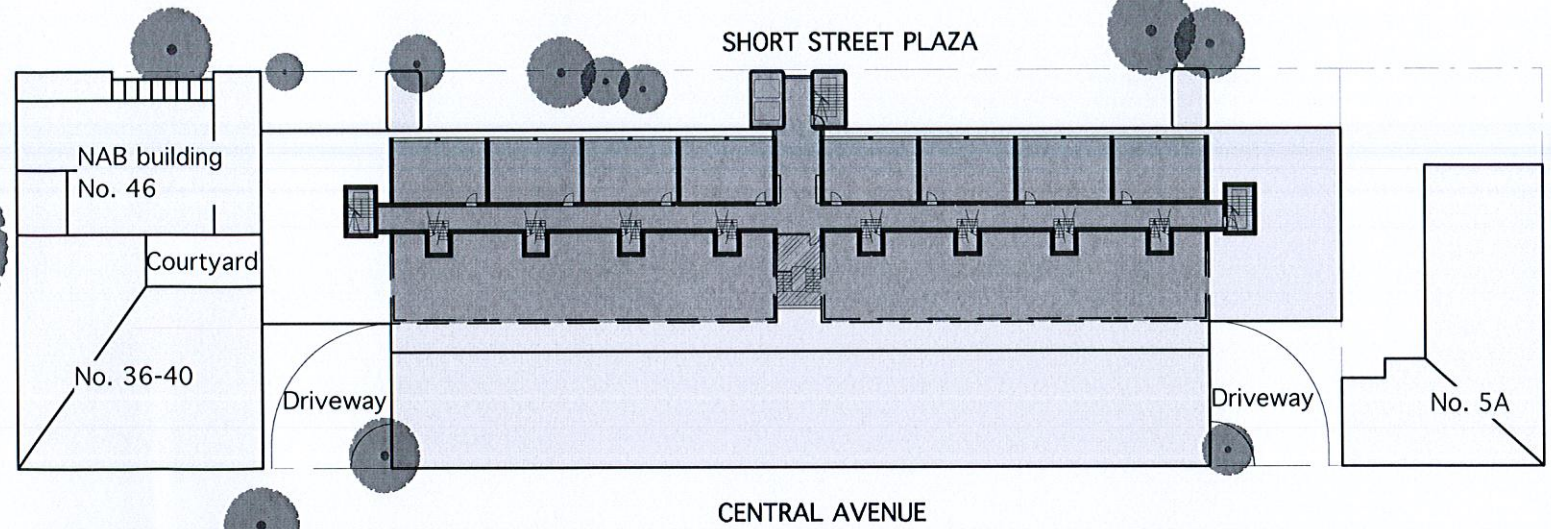 SHORT STREET PLAZA
NAB building
No. 46
Courtyard
No. 36-40
Driveway
Driveway
No. 5A
CENTRAL AVENUE